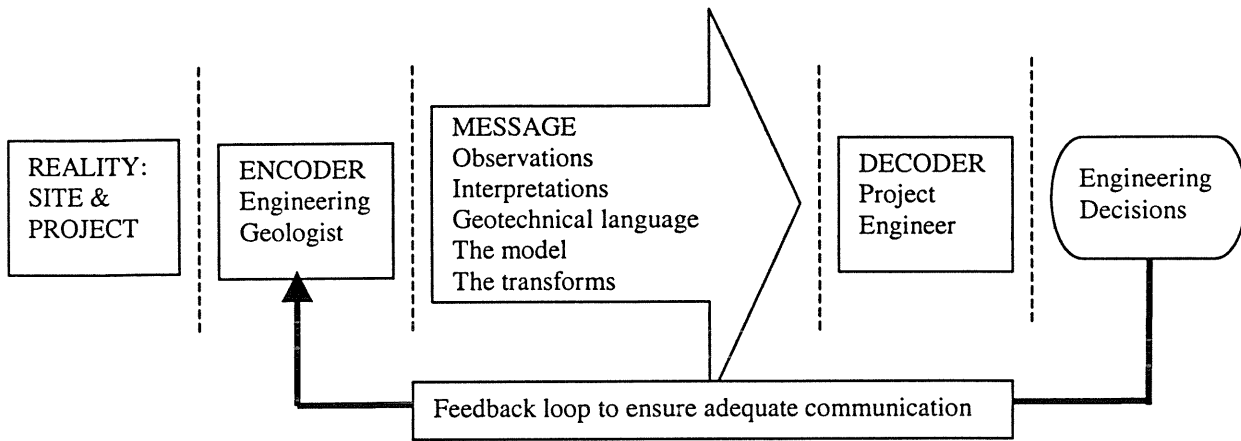 REALITY:
SITE &
PROJECT
ENCODER
Engineering
Geologist
MESSAGE
Observations
Interpretations
Geotechnical language
The model
The transforms
DECODER
Project
Engineer
Engineering
Decisions
Feedback loop to ensure adequate communication